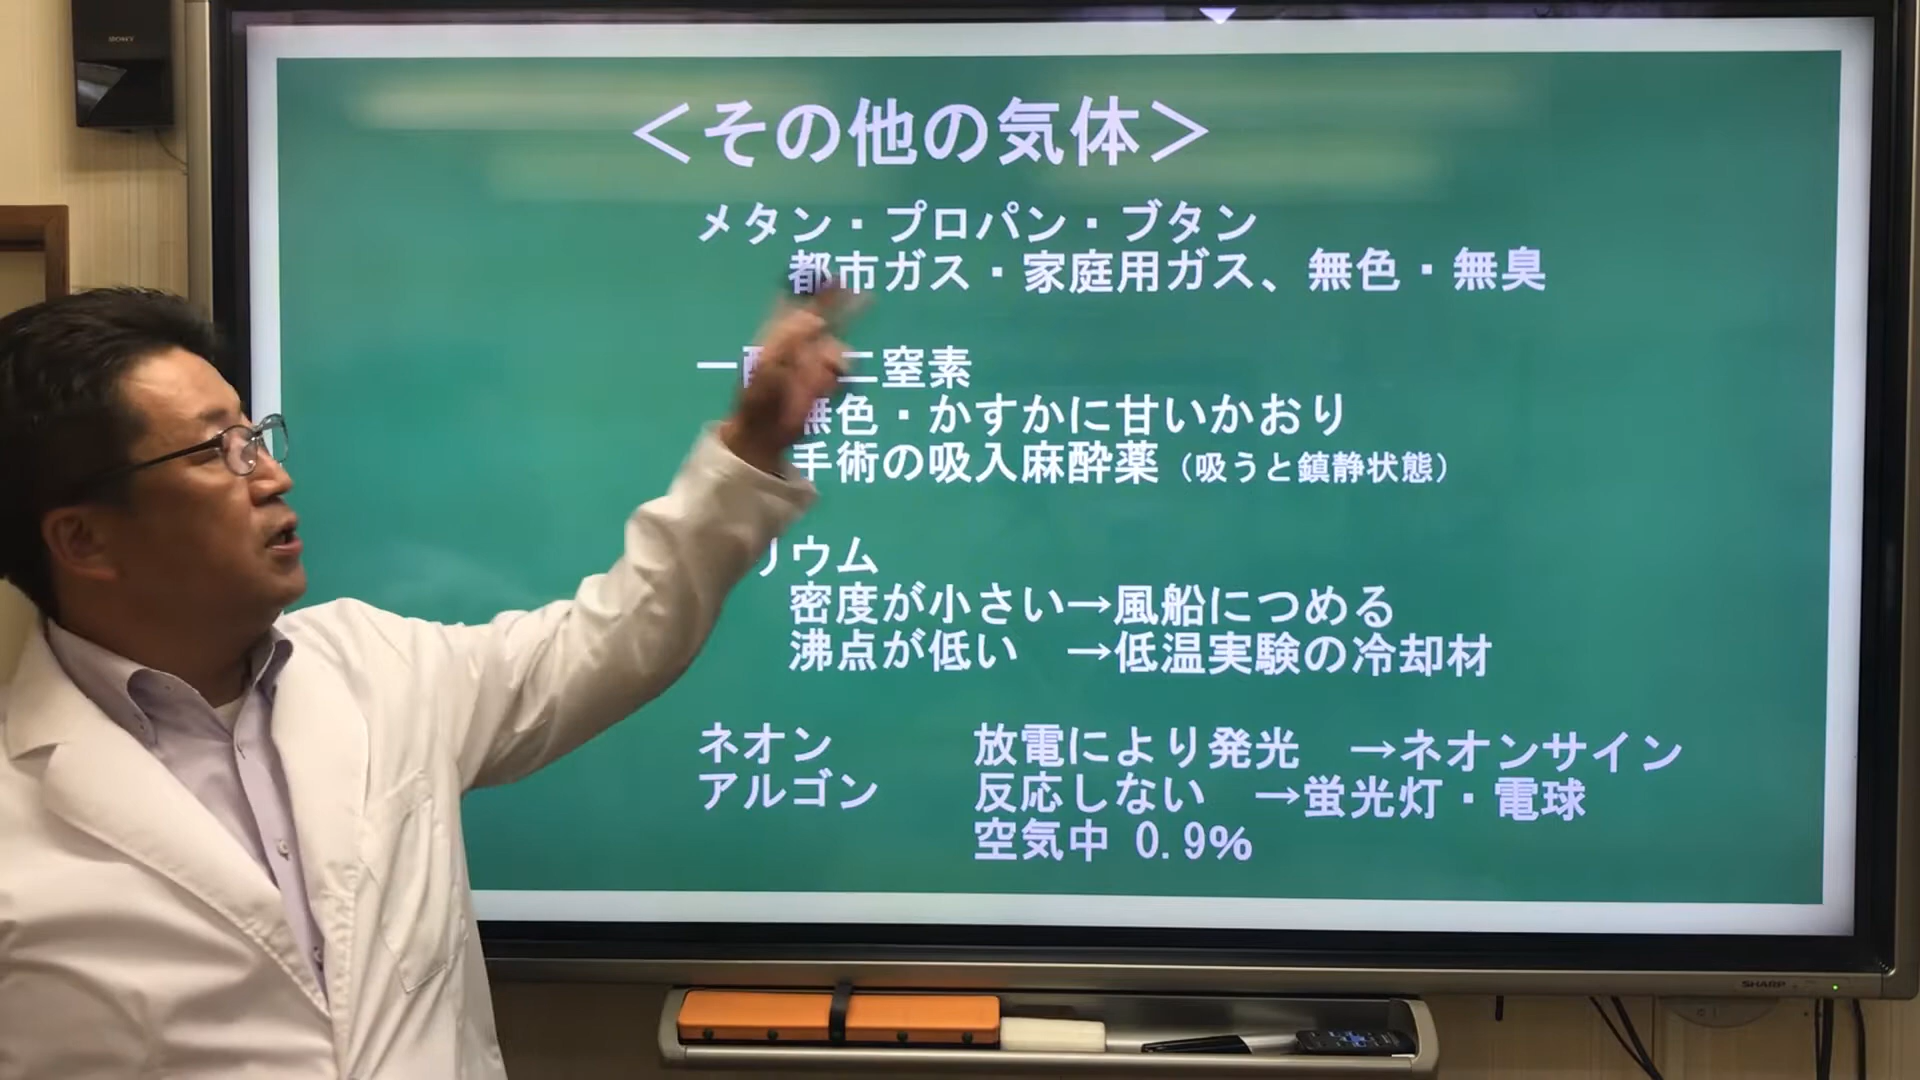 SONY
＜その他の気体＞
メタン・プロパン・ブタン
都市ガス・家庭用ガス、無色・無臭
一酸 二窒素
無色・かすかに甘いかおり
手術の吸入麻酔薬（吸うと鎮静状態）
リウム
密度が小さい→風船につめる
沸点が低い　→低温実験の冷却材
ネオン　放電により発光　→ネオンサイン
アルゴン　反応しない　→蛍光灯・電球
空気中 0.9%
SHARP